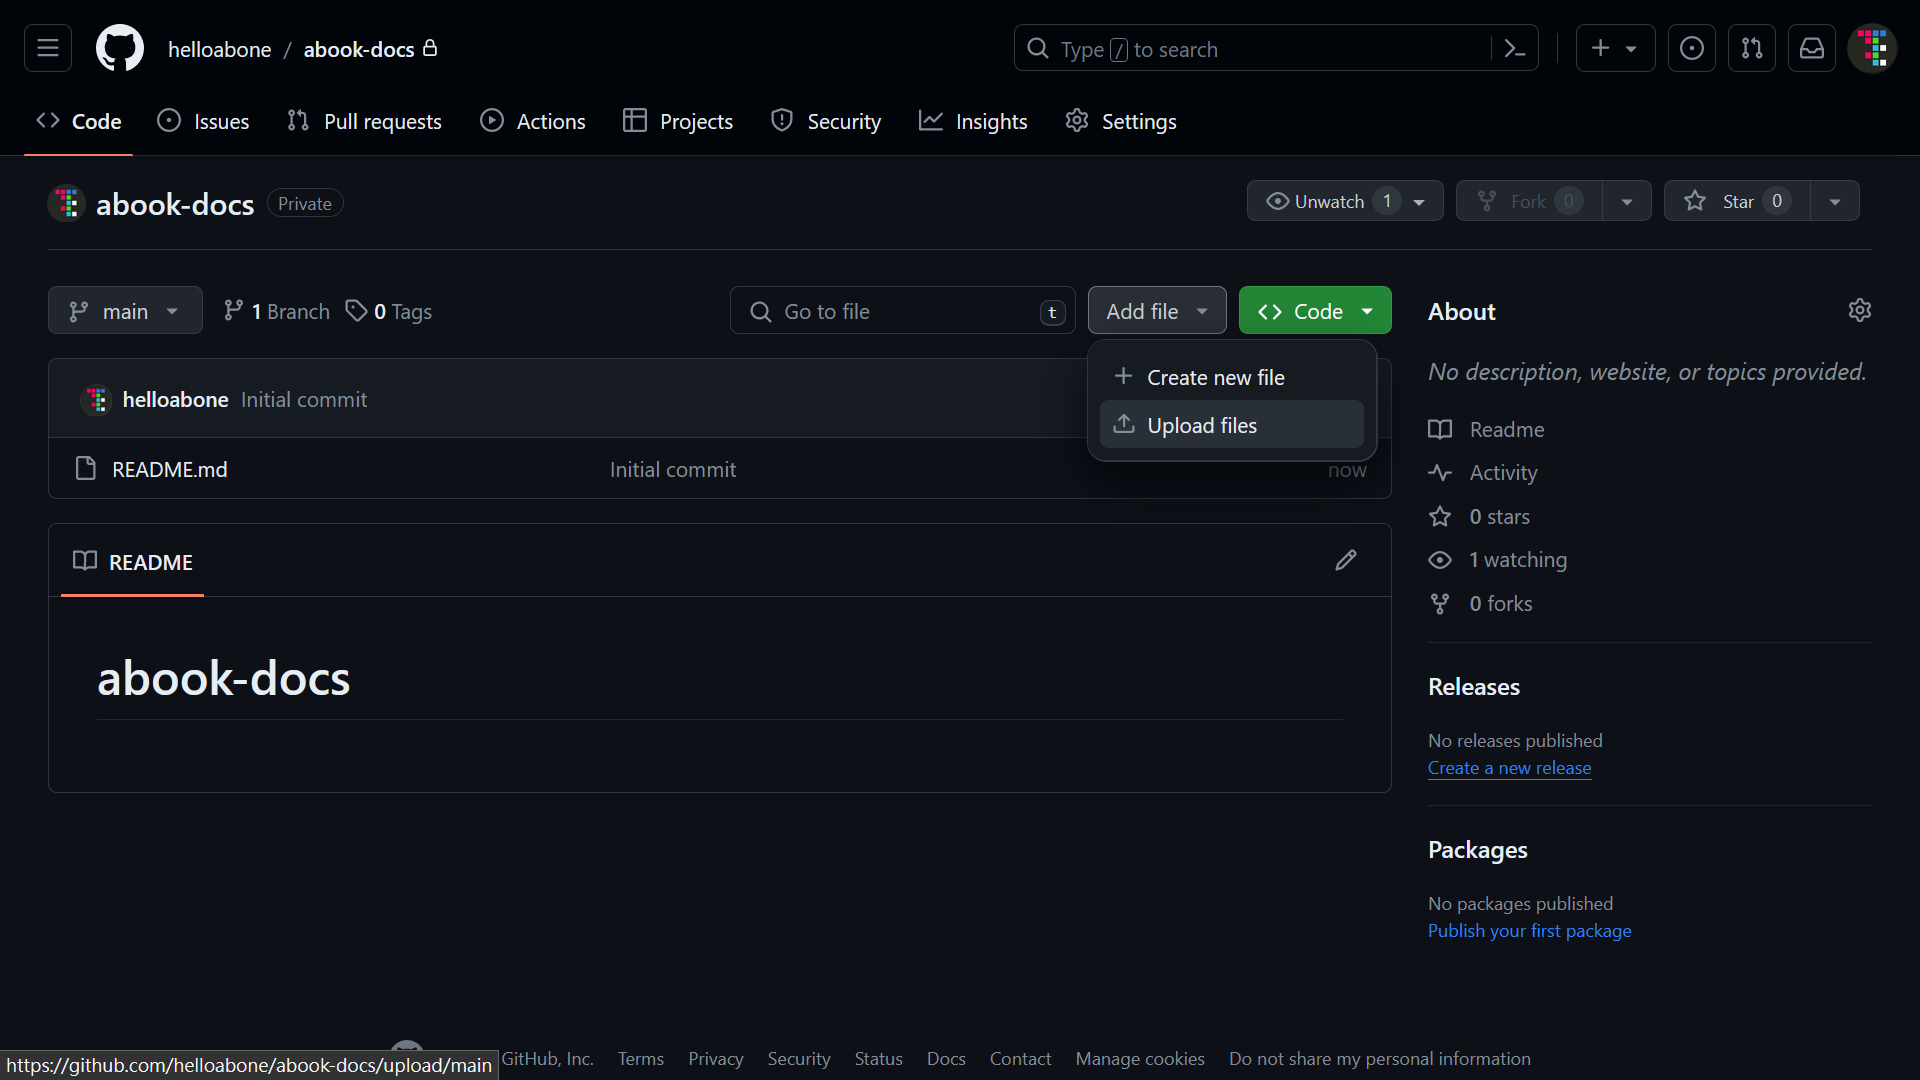 helloabone / abook-docs
Type / to search
Code
Issues
Pull requests
Actions
Projects
Security
Insights
Settings
abook-docs Private
Unwatch 1
Fork 0
Star 0
main
1 Branch
0 Tags
Go to file t
Add file
Code
Create new file
Upload files
helloabone Initial commit
README.md Initial commit now
README
abook-docs
About
No description, website, or topics provided.
Readme
Activity
0 stars
1 watching
0 forks
Releases
No releases published
Create a new release
Packages
No packages published
Publish your first package
GitHub, Inc. Terms Privacy Security Status Docs Contact Manage cookies Do not share my personal information
https://github.com/helloabone/abook-docs/upload/main